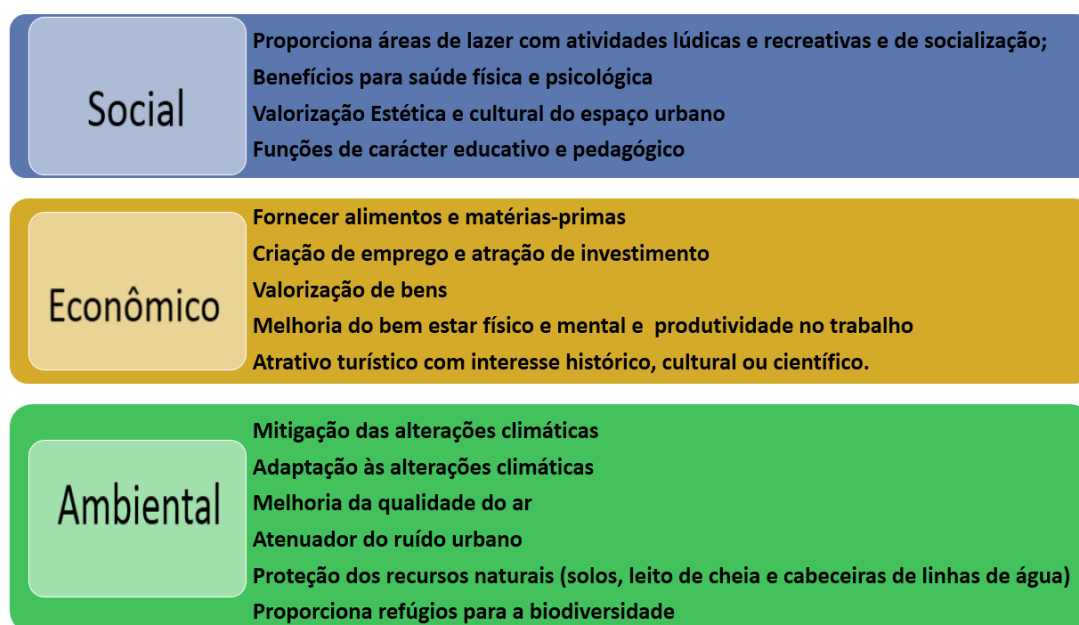 Social
Proporciona áreas de lazer com atividades lúdicas e recreativas e de socialização;
Benefícios para saúde física e psicológica
Valorização Estética e cultural do espaço urbano
Funções de carácter educativo e pedagógico
Econômico
Fornecer alimentos e matérias-primas
Criação de emprego e atração de investimento
Valorização de bens
Melhoria do bem estar físico e mental e  produtividade no trabalho
Atrativo turístico com interesse histórico, cultural ou científico.
Ambiental
Mitigação das alterações climáticas
Adaptação às alterações climáticas
Melhoria da qualidade do ar
Atenuador do ruído urbano
Proteção dos recursos naturais (solos, leito de cheia e cabeceiras de linhas de água)
Proporciona refúgios para a biodiversidade